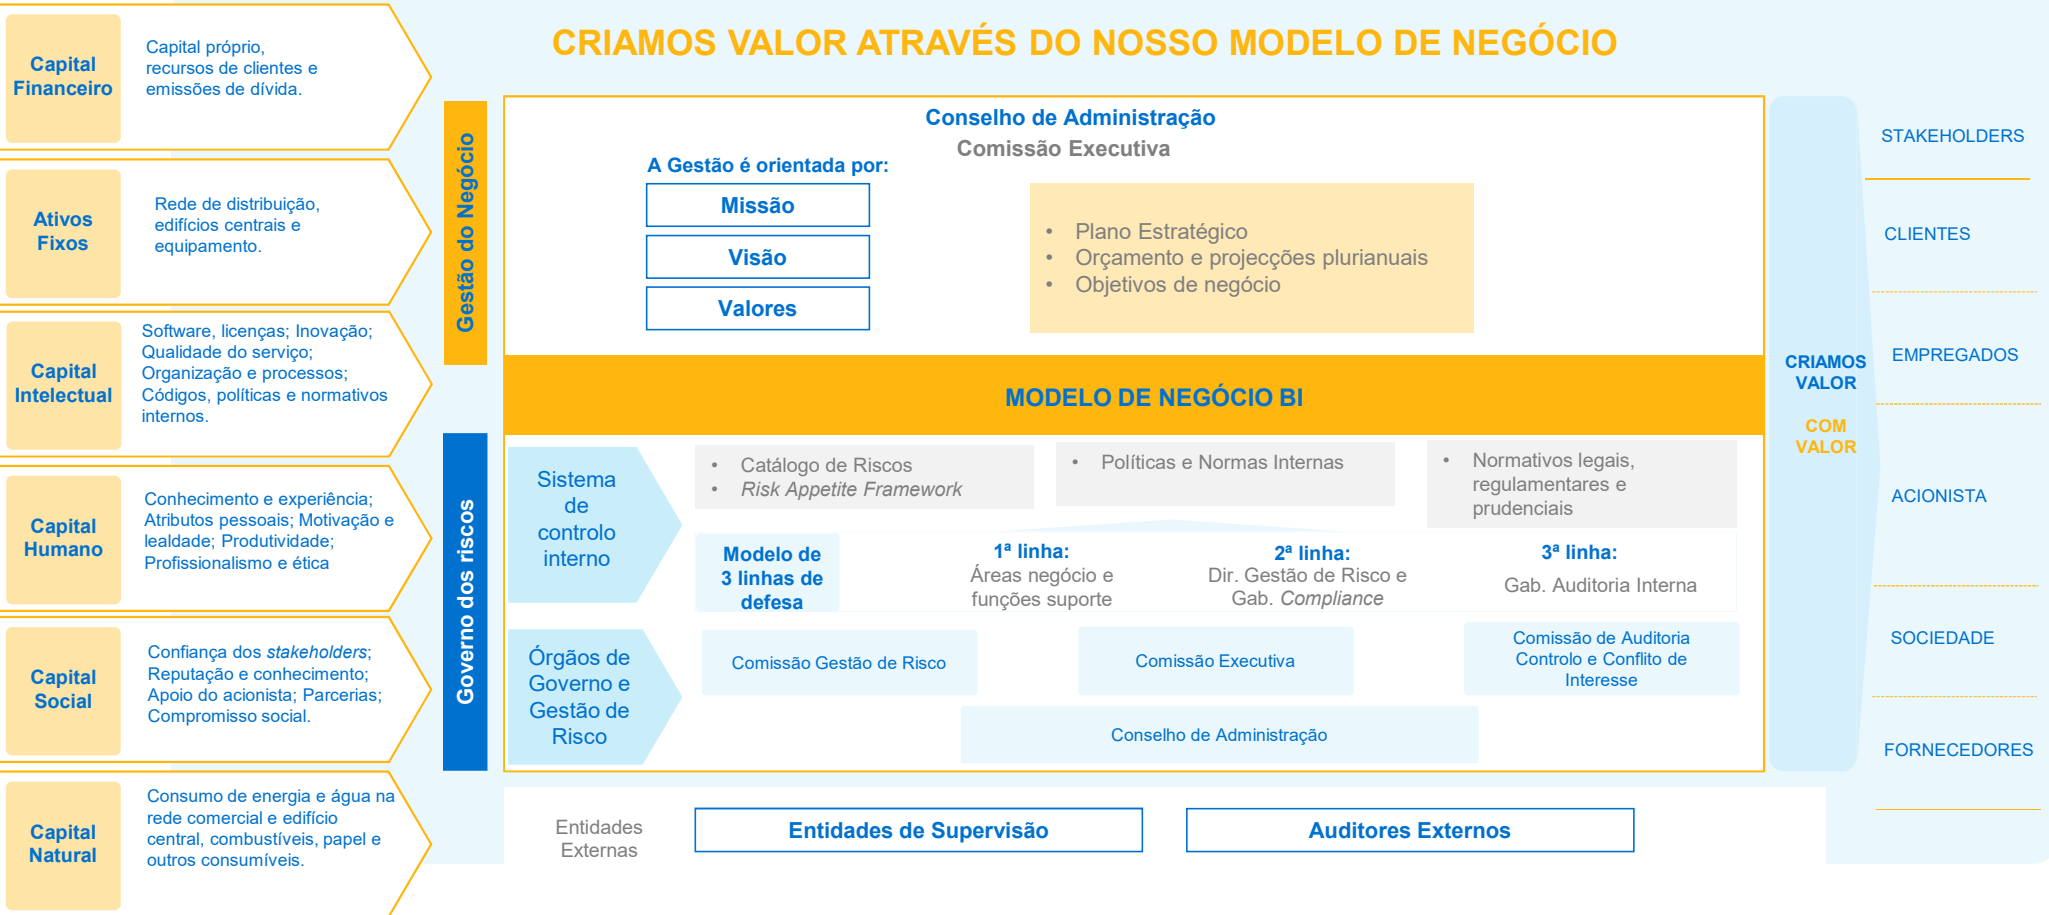 CRIAMOS VALOR ATRAVÉS DO NOSSO MODELO DE NEGÓCIO
Capital
Financeiro
Capital próprio,
recursos de clientes e
emissões de dívida.
Ativos
Fixos
Rede de distribuição,
edifícios centrais e
equipamento.
Capital
Intelectual
Software, licenças; Inovação;
Qualidade do serviço;
Organização e processos;
Códigos, políticas e normativos
internos.
Capital
Humano
Conhecimento e experiência;
Atributos pessoais; Motivação e
lealdade; Produtividade;
Profissionalismo e ética
Capital
Social
Confiança dos stakeholders;
Reputação e conhecimento;
Apoio do acionista; Parcerias;
Compromisso social.
Capital
Natural
Consumo de energia e água na
rede comercial e edifício
central, combustíveis, papel e
outros consumíveis.
Gestão do Negócio
Conselho de Administração
Comissão Executiva
A Gestão é orientada por:
Missão
Visão
Valores
• Plano Estratégico
• Orçamento e projecções plurianuais
• Objetivos de negócio
MODELO DE NEGÓCIO BI
Governo dos riscos
Sistema
de
controlo
interno
• Catálogo de Riscos
• Risk Appetite Framework
• Políticas e Normas Internas
• Normativos legais,
regulamentares e
prudenciais
Modelo de
3 linhas de
defesa
1ª linha:
Áreas negócio e
funções suporte
2ª linha:
Dir. Gestão de Risco e
Gab. Compliance
3ª linha:
Gab. Auditoria Interna
Órgãos de
Governo e
Gestão de
Risco
Comissão Gestão de Risco
Comissão Executiva
Comissão de Auditoria
Controlo e Conflito de
Interesse
Conselho de Administração
Entidades
Externas
Entidades de Supervisão
Auditores Externos
CRIAMOS
VALOR
COM
VALOR
STAKEHOLDERS
CLIENTES
EMPREGADOS
ACIONISTA
SOCIEDADE
FORNECEDORES